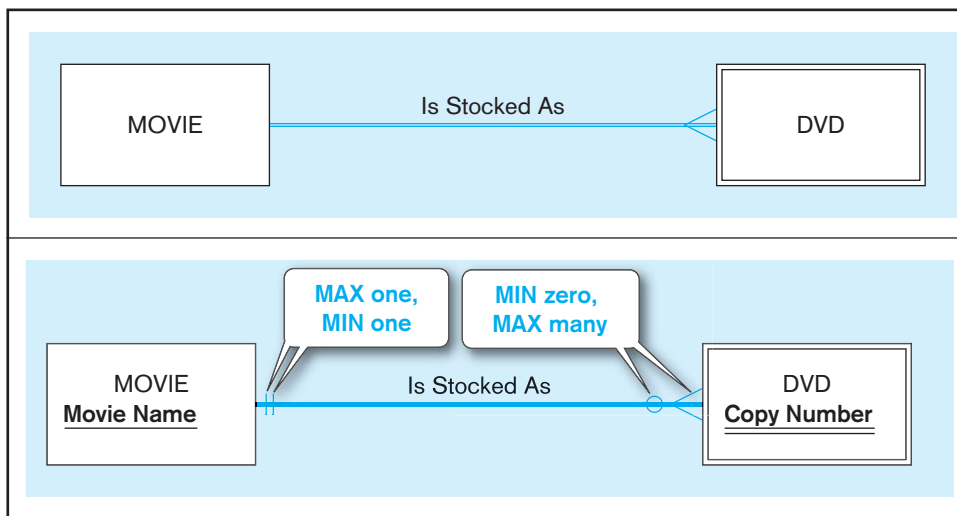 Is Stocked As
MOVIE
DVD
MAX one,
MIN one
MIN zero,
MAX many
MOVIE
Movie Name
Is Stocked As
DVD
Copy Number